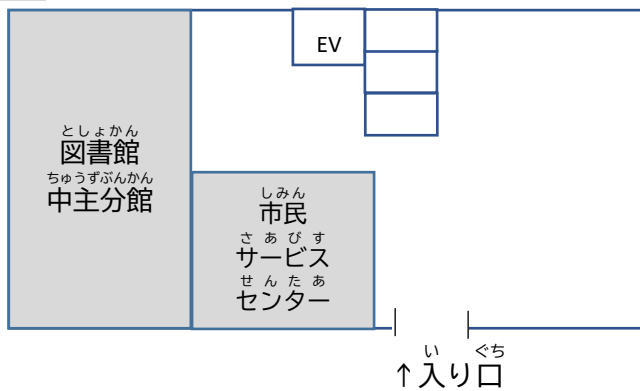 EV
としょかん
図書館
ちゅうずぶんかん
中主分館
しみん
市民
さあびす
サービス
せんたあ
センター
い ぐち
↑入り口